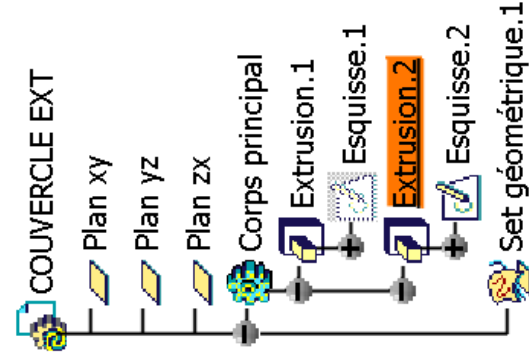 COUVERCLE EXT
Plan xy
Plan yz
Plan zx
Corps principal
Extrusion.1
Esquisse.1
Extrusion.2
Esquisse.2
Set géométrique.1